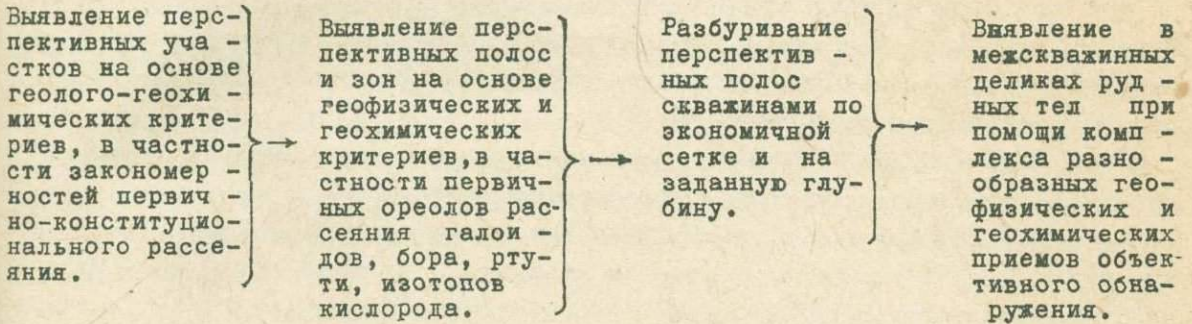 Выявление перс-
пективных уча -
стков на основе
геолого-геохи -
мических крите-
риев, в частно-
сти закономер -
ностей первич -
но-конституцио-
нального рассе-
яния.
Выявление перс-
пективных полос
и зон на основе
геофизических и
геохимических
критериев,в ча-
стности первич-
ных ореолов рас-
сеяния галои -
дов, бора, рту-
ти, изотопов
кислорода.
Разбуривание
перспектив -
ных полос
скважинами по
экономичной
сетке и на
заданную глу-
бину.
Выявление в
межскважинных
целиках руд -
ных тел при
помощи комп -
лекса разно -
образных гео-
физических и
геохимических
приемов объек-
тивного обна-
ружения.